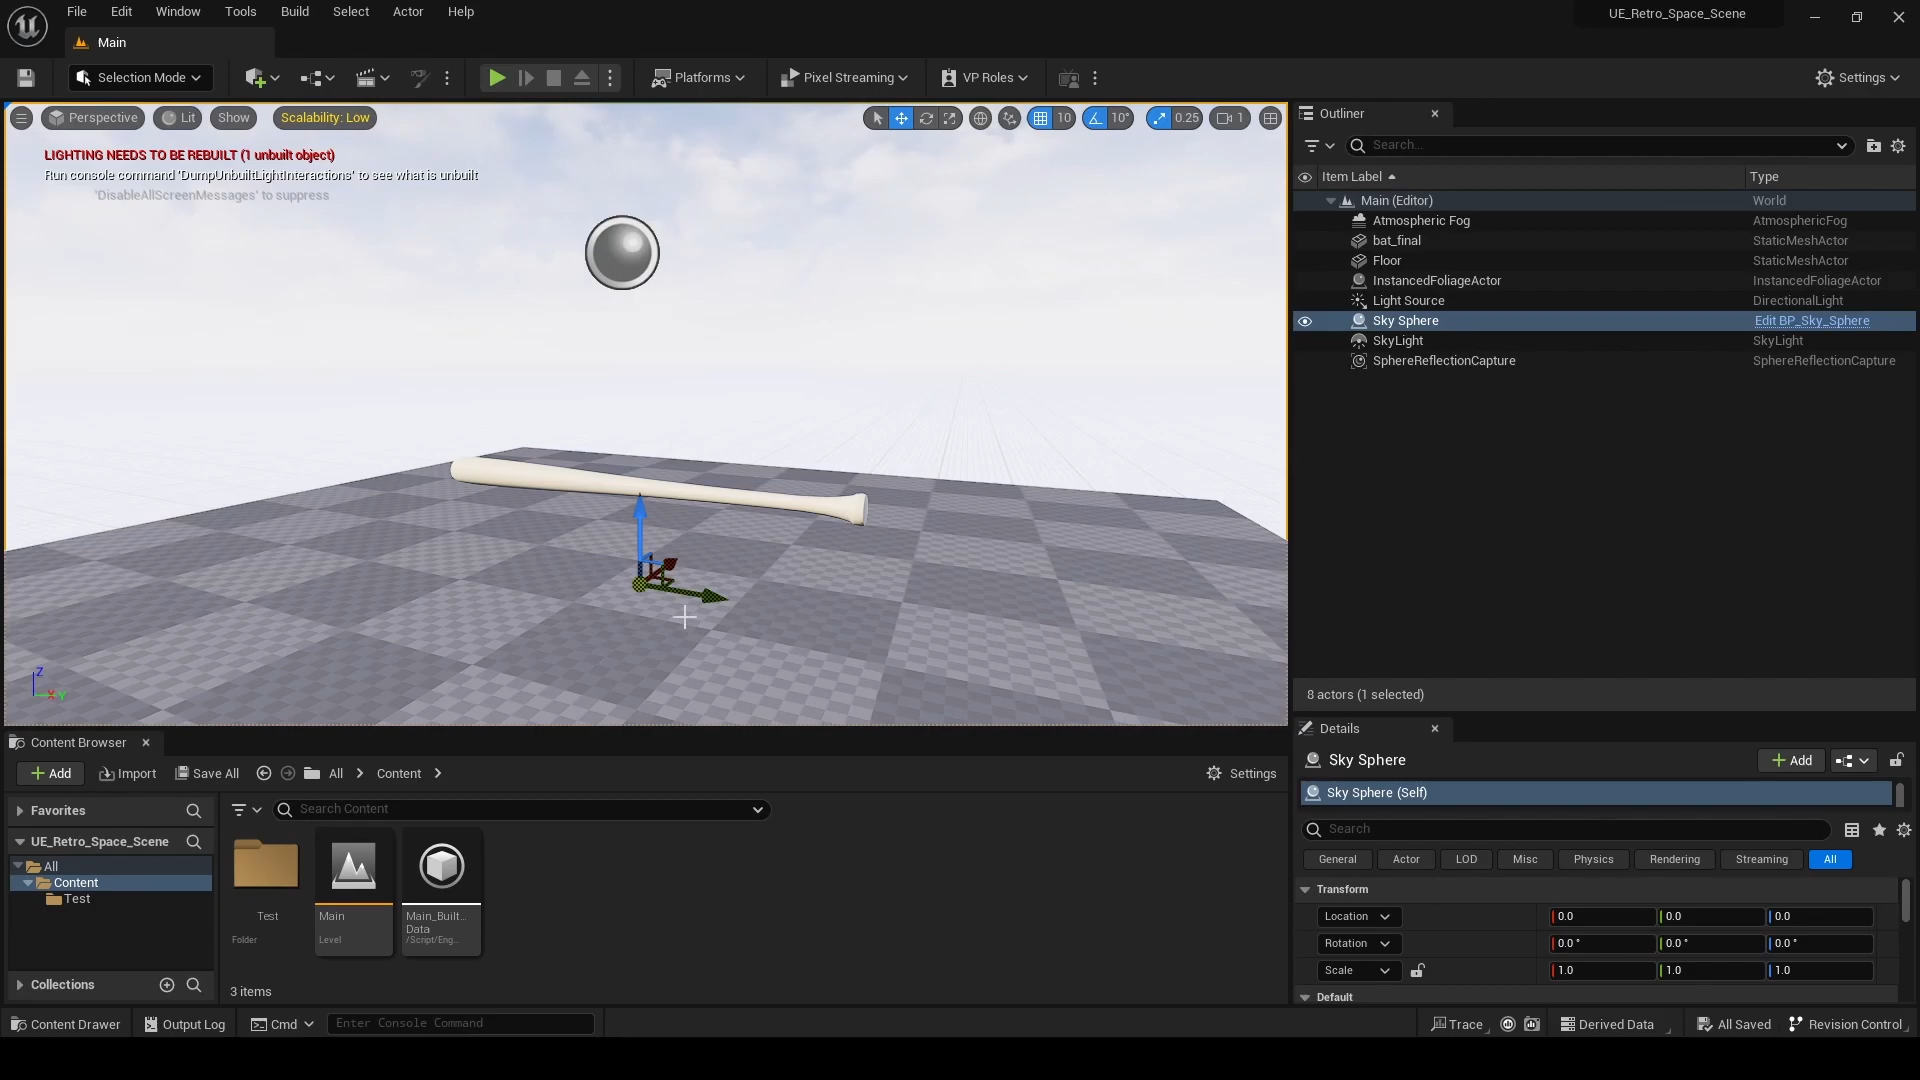 File Edit Window Tools Build Select Actor Help
UE_Retro_Space_Scene
Main
Selection Mode
Platforms
Pixel Streaming
VP Roles
Settings
Perspective
Lit
Show
Scalability: Low
10
10°
0.25
1
LIGHTING NEEDS TO BE REBUILT (1 unbuilt object)
Run console command 'DumpUnbuiltLightInteractions' to see what is unbuilt
'DisableAllScreenMessages' to suppress
Z
X
Y
Outliner
Search...
Item Label
Type
Main (Editor) World
Atmospheric Fog AtmosphericFog
bat_final StaticMeshActor
Floor StaticMeshActor
InstancedFoliageActor InstancedFoliageActor
Light Source DirectionalLight
Sky Sphere Edit BP_Sky_Sphere
SkyLight SkyLight
SphereReflectionCapture SphereReflectionCapture
8 actors (1 selected)
Details
Sky Sphere
Add
Sky Sphere (Self)
Search
General Actor LOD Misc Physics Rendering Streaming All
Transform
Location 0.0 0.0 0.0
Rotation 0.0 ° 0.0 ° 0.0 °
Scale 1.0 1.0 1.0
Default
Content Browser
Add Import Save All All Content Settings
Favorites
UE_Retro_Space_Scene
All
Content
Test
Collections
Search Content
Test
Folder
Main
Level
Main_Built...
Data
/Script/Eng...
3 items
Content Drawer Output Log Cmd Enter Console Command Trace Derived Data All Saved Revision Control